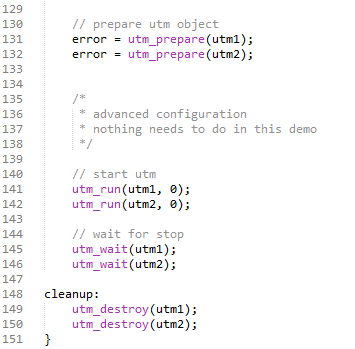 129
130 // prepare utm object
131 error = utm_prepare(utm1);
132 error = utm_prepare(utm2);
133
134
135 /*
136 * advanced configuration
137 * nothing needs to do in this demo
138 */
139
140 // start utm
141 utm_run(utm1, 0);
142 utm_run(utm2, 0);
143
144 // wait for stop
145 utm_wait(utm1);
146 utm_wait(utm2);
147
148 cleanup:
149 utm_destroy(utm1);
150 utm_destroy(utm2);
151 }